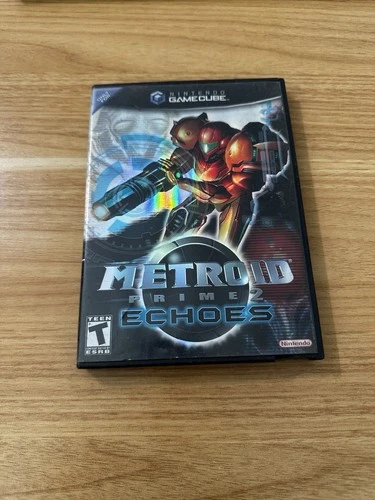 NINTENDO
GAMECUBE
METROID
PRIME 2
ECHOES
TEEN
T
ESRB
Nintendo